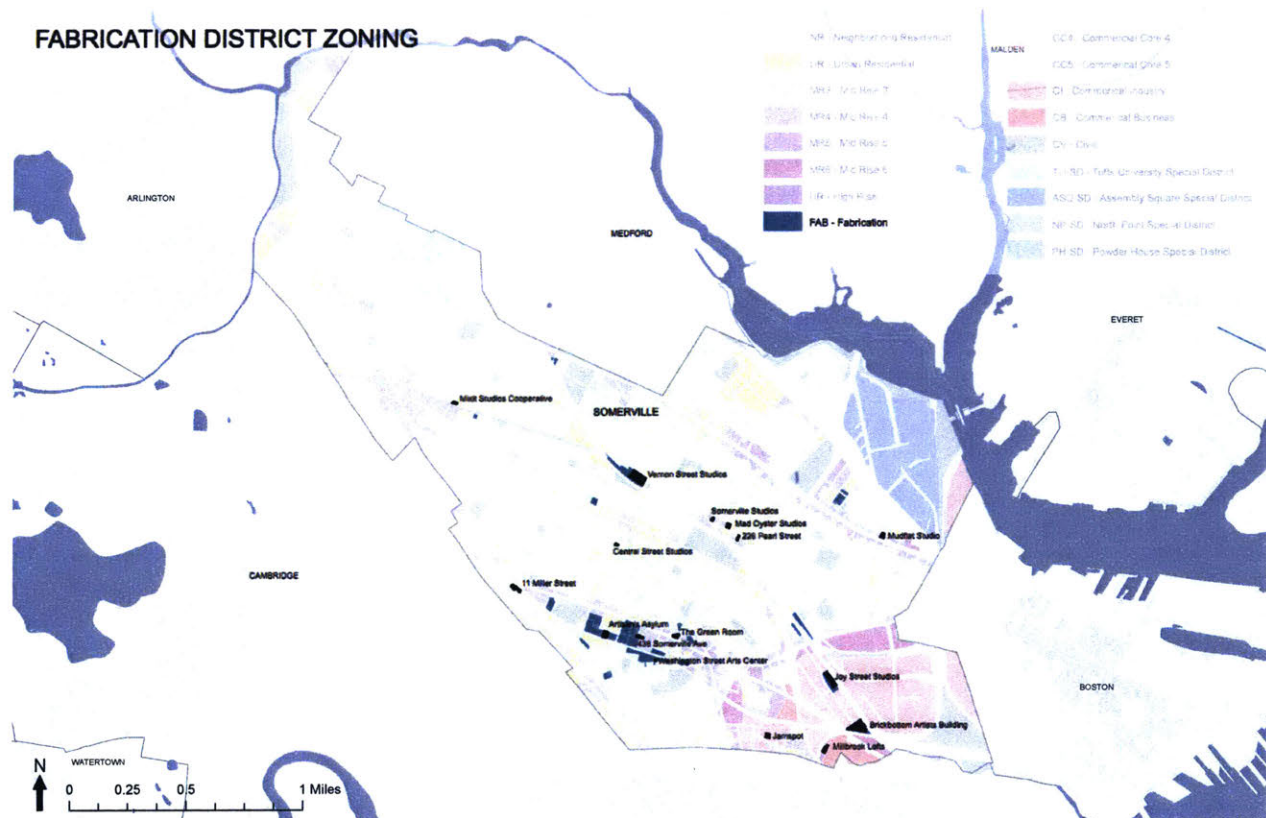 FABRICATION DISTRICT ZONING
NR - Neighborhood Residential
UR - Urban Residential
MR3 - Mid Rise 3
MR4 - Mid Rise 4
MR5 - Mid Rise 5
MR6 - Mid Rise 6
HR - High Rise
FAB - Fabrication
CC4 - Commercial Core 4
CC5 - Commercial Core 5
CI - Commercial Industry
CB - Commercial Business
CV - Civic
TU-SD - Tufts University Special District
ASQ-SD - Assembly Square Special District
NP-SD - North Point Special District
PH-SD - Powder House Special District
MALDEN
ARLINGTON
MEDFORD
EVERET
Mixit Studios Cooperative
SOMERVILLE
Vernon Street Studios
Somerville Studios
Mad Oyster Studios
226 Pearl Street
Mudflat Studio
Central Street Studios
CAMBRIDGE
11 Miller Street
Artisans Asylum
The Green Room
438 Somerville Ave
Washington Street Arts Center
Joy Street Studios
BOSTON
Brickbottom Artists Building
Jamspot
Millbrook Lofts
WATERTOWN
N
0 0.25 0.5 1 Miles